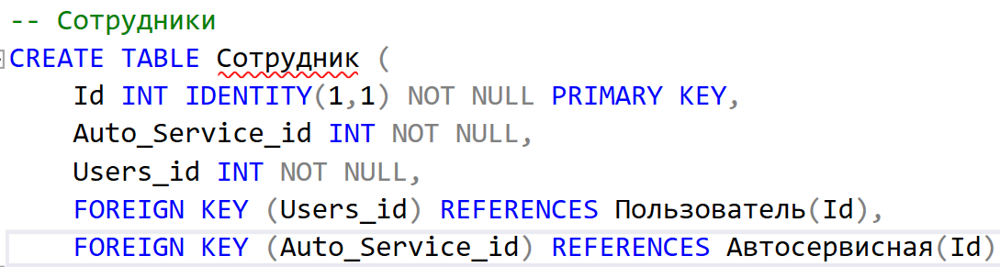 -- Сотрудники
CREATE TABLE Сотрудник (
Id INT IDENTITY(1,1) NOT NULL PRIMARY KEY,
Auto_Service_id INT NOT NULL,
Users_id INT NOT NULL,
FOREIGN KEY (Users_id) REFERENCES Пользователь(Id),
FOREIGN KEY (Auto_Service_id) REFERENCES Автосервисная(Id)